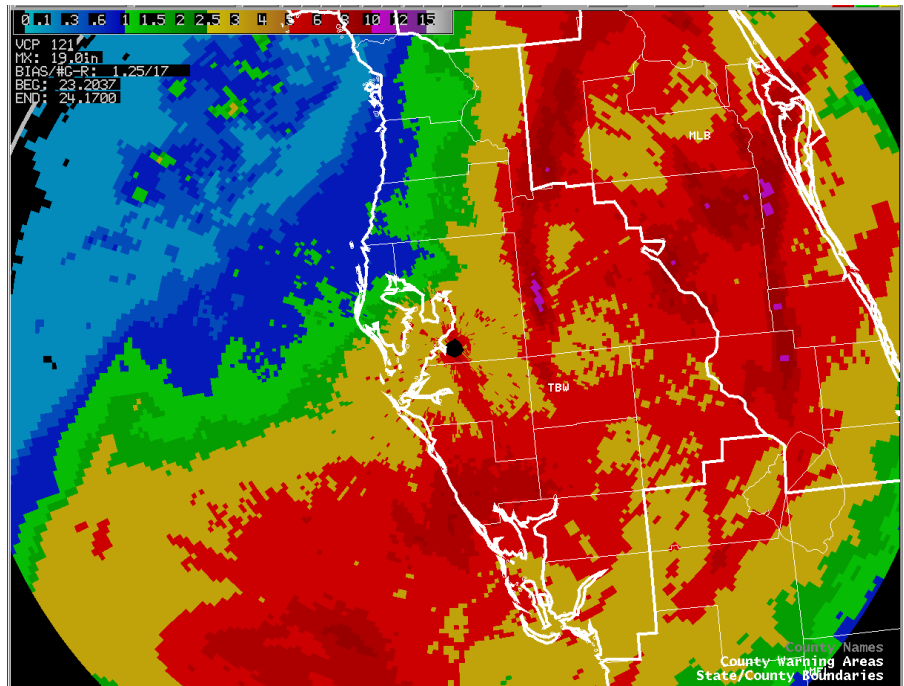 0 .1 .3 .6 1 1.5 2 2.5 3 4 5 6 8 10 12 15
VCP 121
MX: 19.0in
BIAS/#G-R: 1.25/17
BEG: 23.2037
END: 24.1700
MLB
TBW
County Names
County Warning Areas
State/County Boundaries